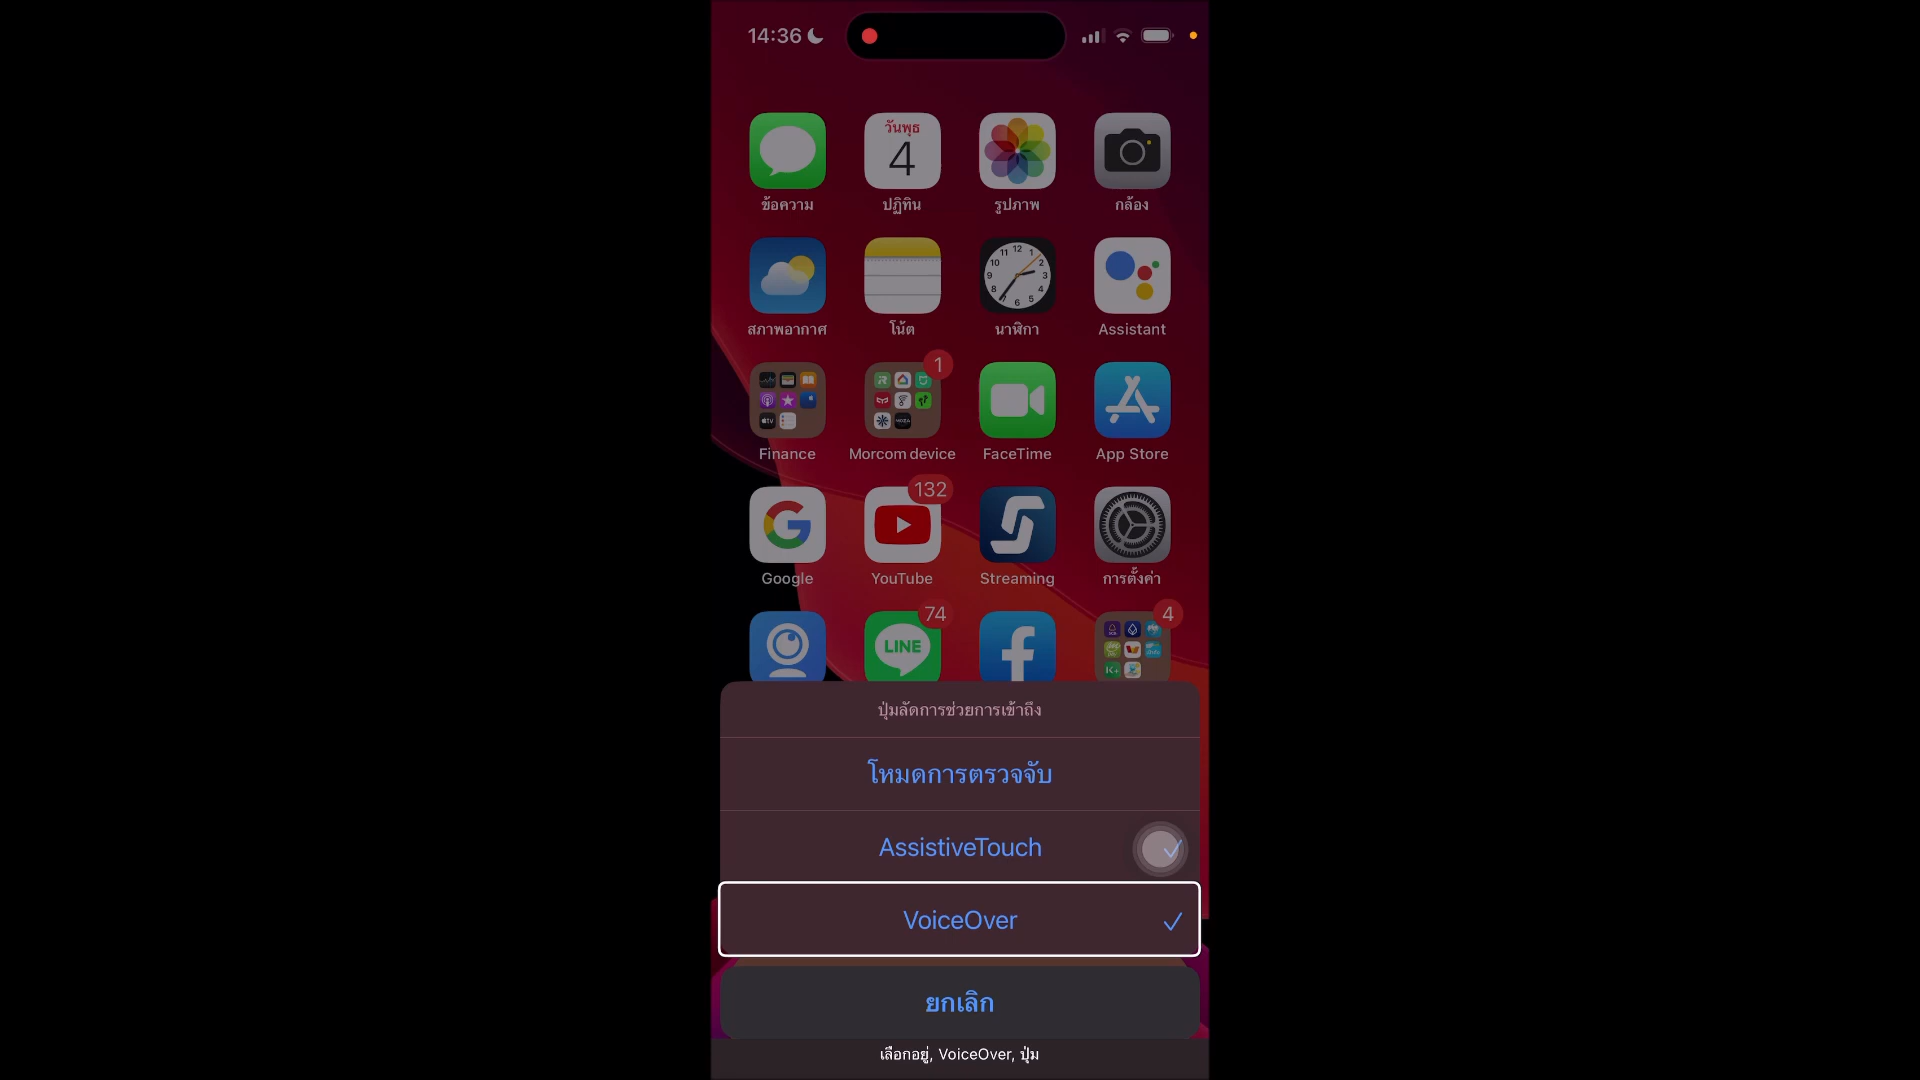 14:36
วันพุธ
4
ข้อความ
ปฏิทิน
รูปภาพ
กล้อง
สภาพอากาศ
โน้ต
นาฬิกา
Assistant
1
Finance
Morcom device
FaceTime
App Store
132
Google
YouTube
Streaming
การตั้งค่า
74
LINE
4
ปุ่มลัดการช่วยการเข้าถึง
โหมดการตรวจจับ
AssistiveTouch
VoiceOver
ยกเลิก
เลือกอยู่, VoiceOver, ปุ่ม